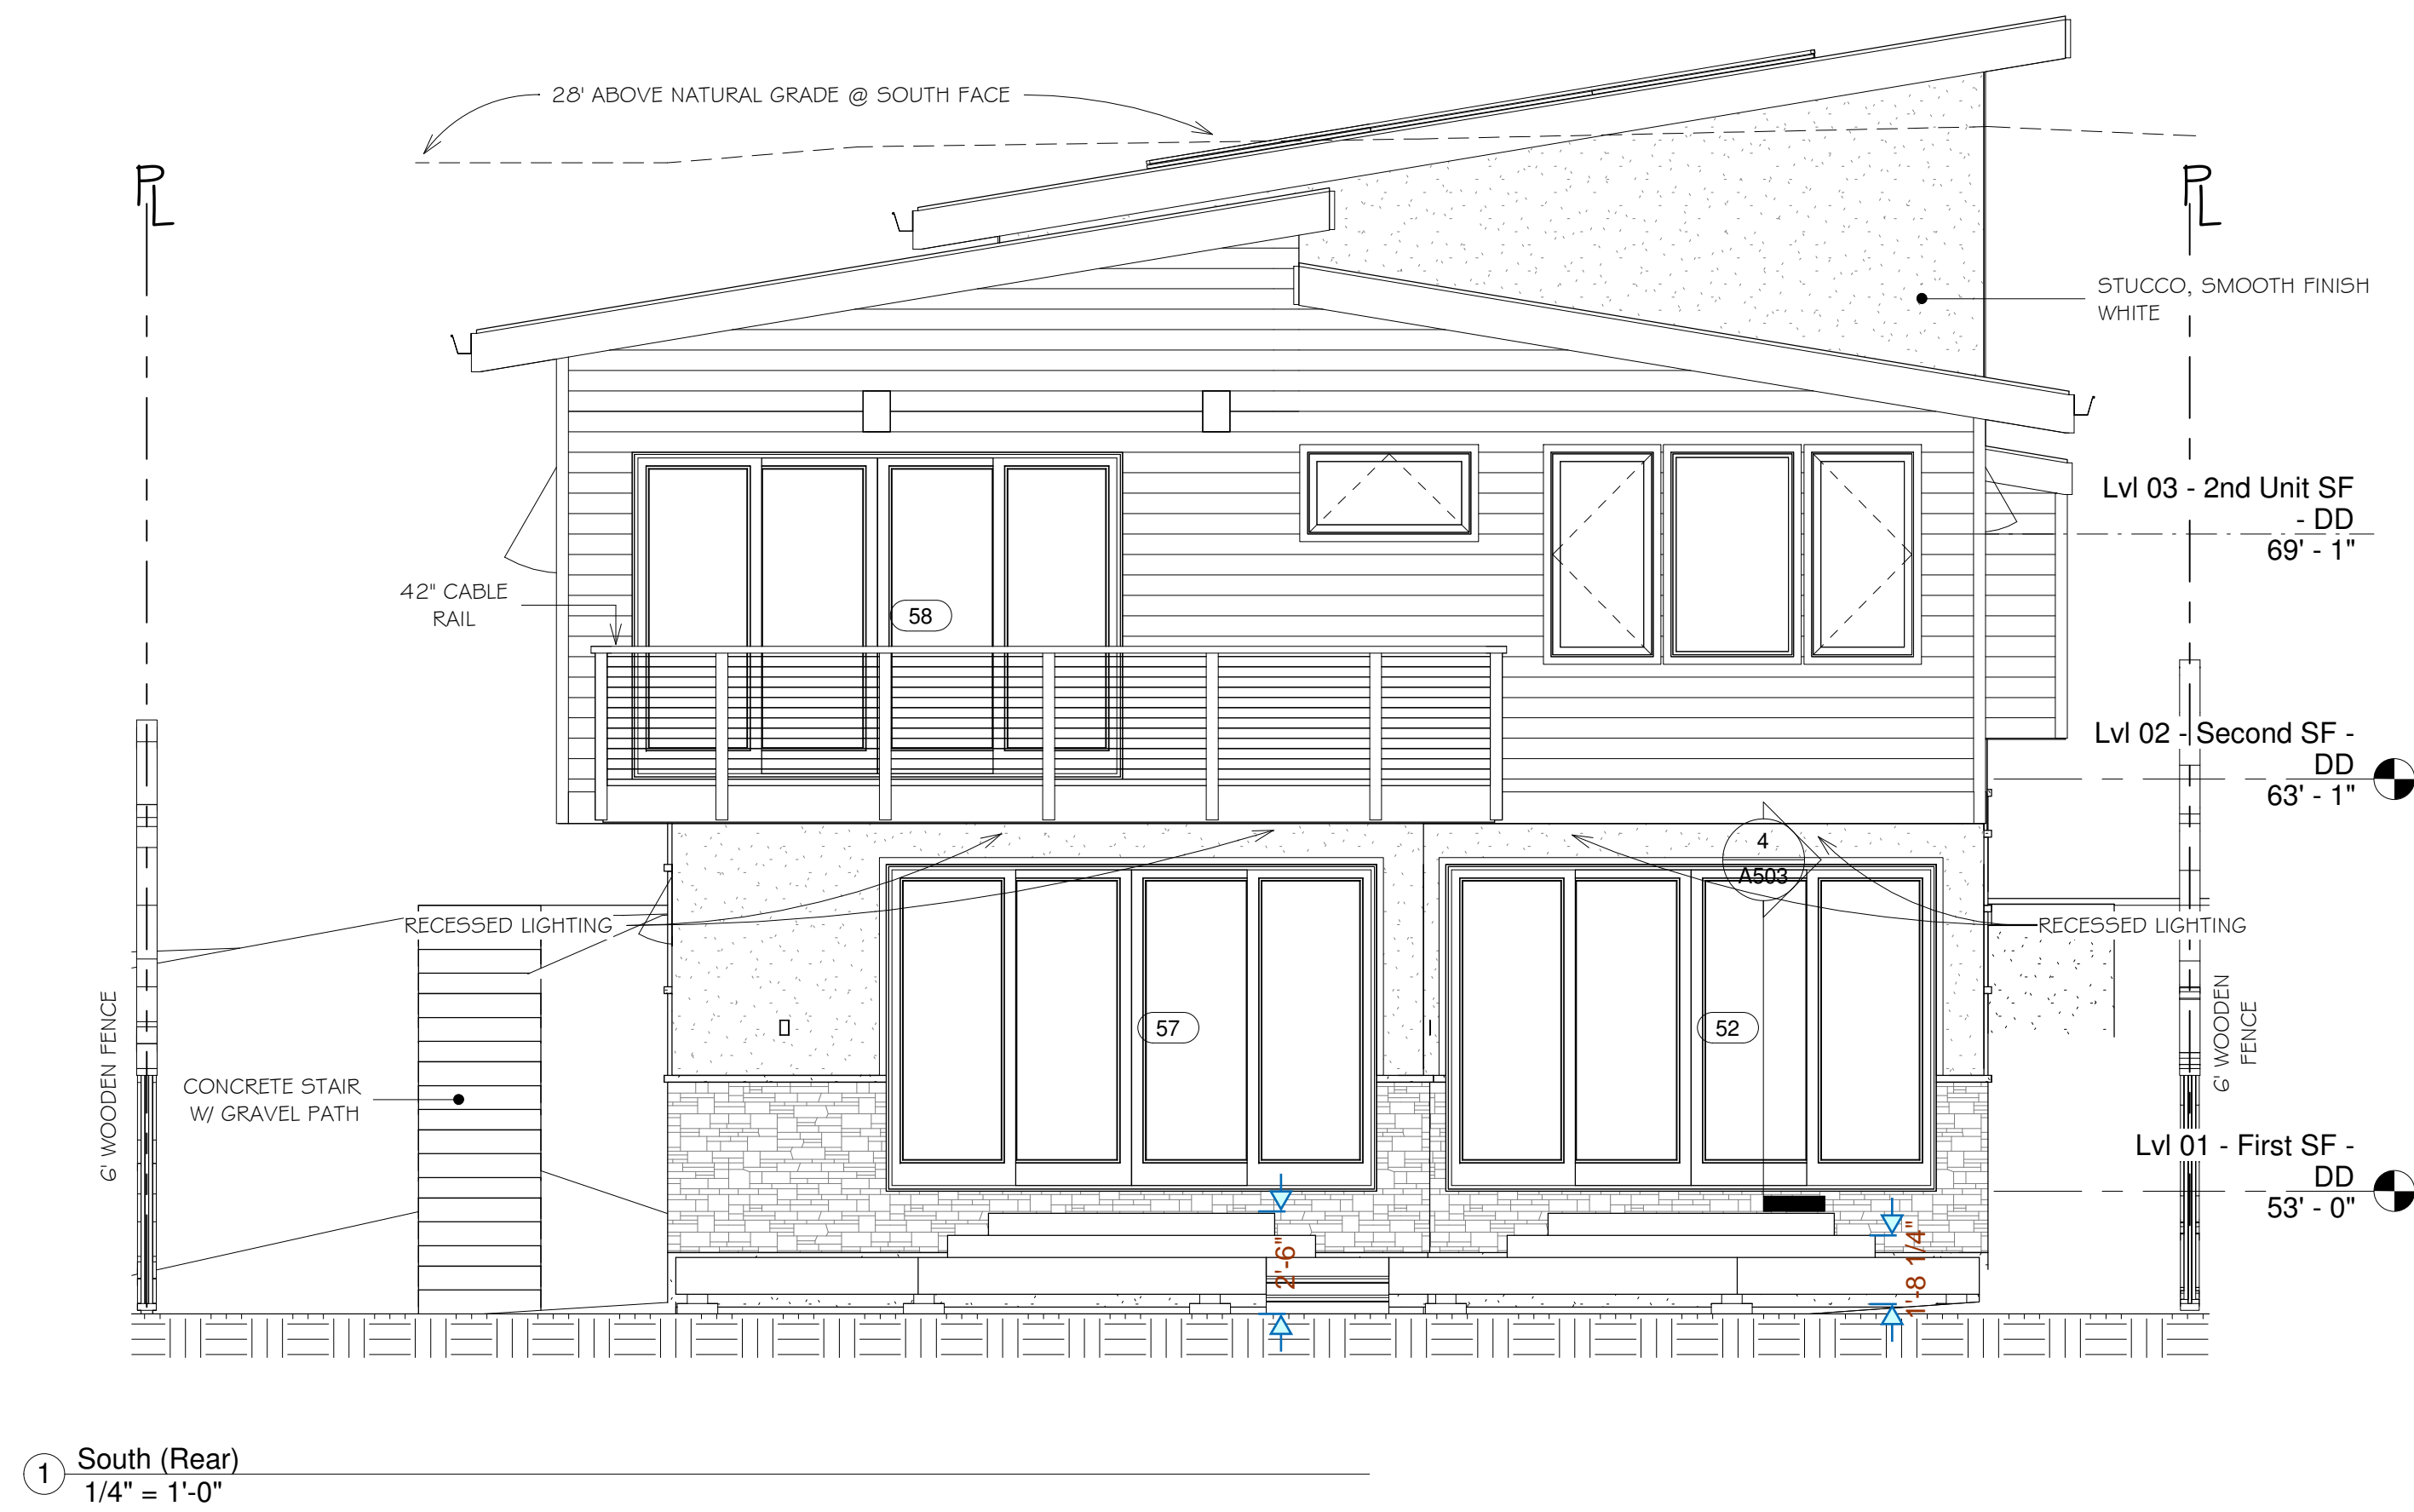 28' ABOVE NATURAL GRADE @ SOUTH FACE
PL
PL
STUCCO, SMOOTH FINISH
WHITE
Lvl 03 - 2nd Unit SF
- DD
69' - 1"
42" CABLE
RAIL
58
Lvl 02 - Second SF -
DD
63' - 1"
4
A503
RECESSED LIGHTING
RECESSED LIGHTING
6' WOODEN FENCE
6' WOODEN
FENCE
57
52
CONCRETE STAIR
W/ GRAVEL PATH
Lvl 01 - First SF -
DD
53' - 0"
2'-6"
1'-8 1/4"
1
South (Rear)
1/4" = 1'-0"